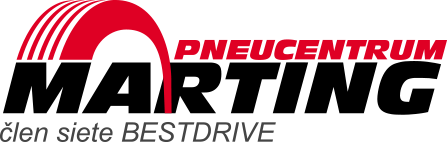 PNEUCENTRUM
MARTING
člen siete BESTDRIVE